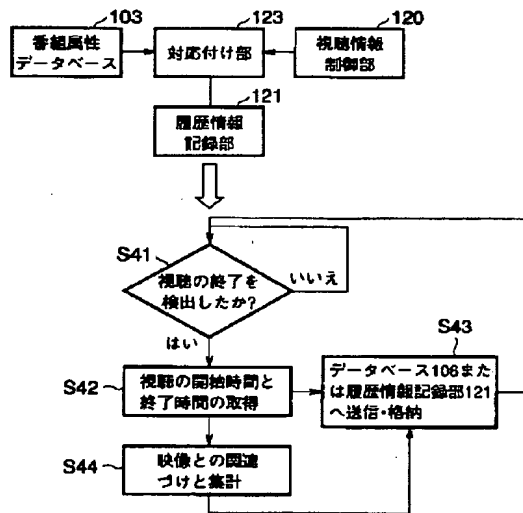 103
番組属性
データベース
123
対応付け部
120
視聴情報
制御部
121
履歴情報
記録部
S41
視聴の終了を
検出したか?
いいえ
はい
S42
視聴の開始時間と
終了時間の取得
S43
データベース106また
は履歴情報記録部121
へ送信・格納
S44
映像との関連
づけと集計